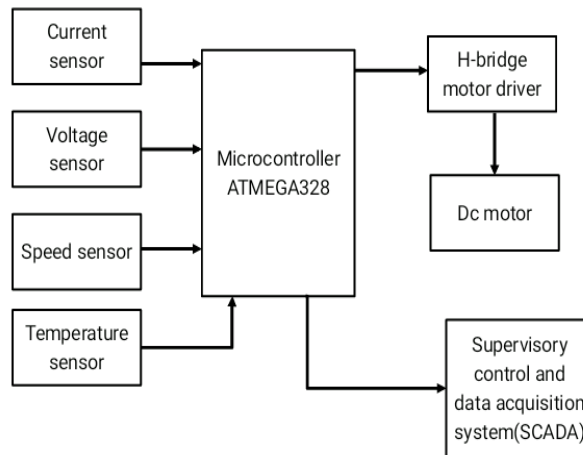 Current
sensor
Voltage
sensor
Speed sensor
Temperature
sensor
Microcontroller
ATMEGA328
H-bridge
motor driver
Dc motor
Supervisory
control and
data acquisition
system(SCADA)